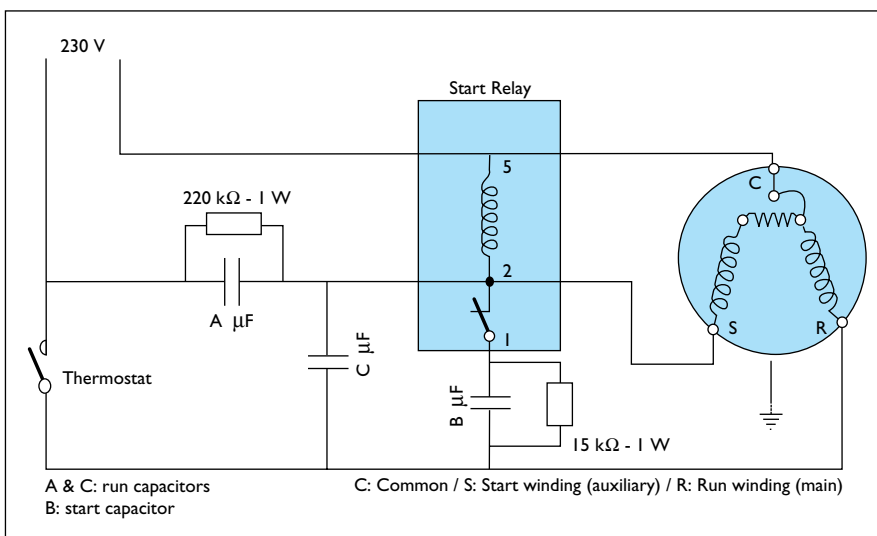 230 V
Start Relay
5
C
220 kΩ - 1 W
2
A µF
S
R
1
C µF
Thermostat
B µF
15 kΩ - 1 W
A & C: run capacitors
B: start capacitor
C: Common / S: Start winding (auxiliary) / R: Run winding (main)